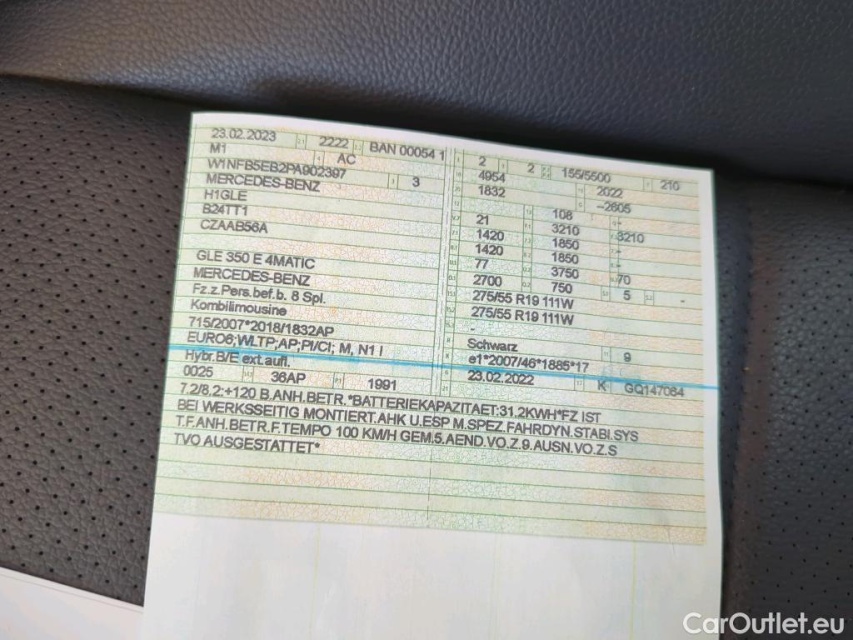 23.02.2023 2222 BAN 00054 1
M1 AC
W1NFB5EB2PA902397 3
MERCEDES-BENZ
H1GLE
B24TT1
CZAAB56A
GLE 350 E 4MATIC
MERCEDES-BENZ
Fz.z.Pers.bef.b. 8 Spl.
Kombilimousine
715/2007*2018/1832AP
EURO6;WLTP;AP;PI/CI; M, N1 I
Hybr.B/E ext.aufl.
0025 36AP 1991
2 2 155/5500 210
4954 2022
1832 -2605
21 108 -
1420 3210 3210
1420 1850 -
77 1850 -
2700 3750 70
750 5 -
275/55 R19 111W
275/55 R19 111W
-
Schwarz 9
e1*2007/46*1885*17
23.02.2022 K GQ147084
7.2/8.2:+120 B.ANH.BETR.*BATTERIEKAPAZITAET:31.2KWH*FZ IST
BEI WERKSSEITIG MONTIERT.AHK U.ESP M.SPEZ.FAHRDYN.STABI.SYS
T.F.ANH.BETR.F.TEMPO 100 KM/H GEM.5.AEND.VO.Z.9.AUSN.VO.Z.S
TVO AUSGESTATTET*
CarOutlet.eu